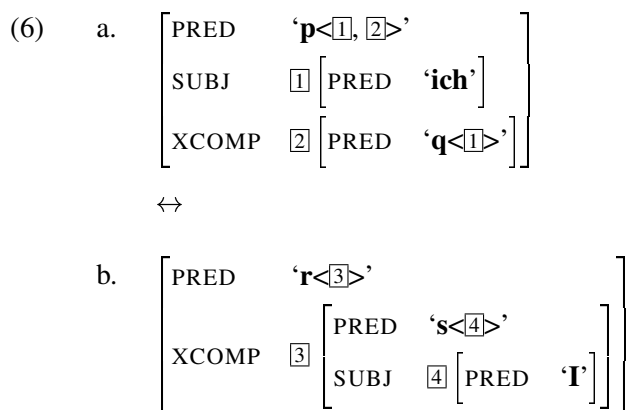 (6) a. [PRED ‘p<1, 2>’
SUBJ 1 [PRED ‘ich’]
XCOMP 2 [PRED ‘q<1>’]]
↔
b. [PRED ‘r<3>’
XCOMP 3 [PRED ‘s<4>’
SUBJ 4 [PRED ‘I’]]]